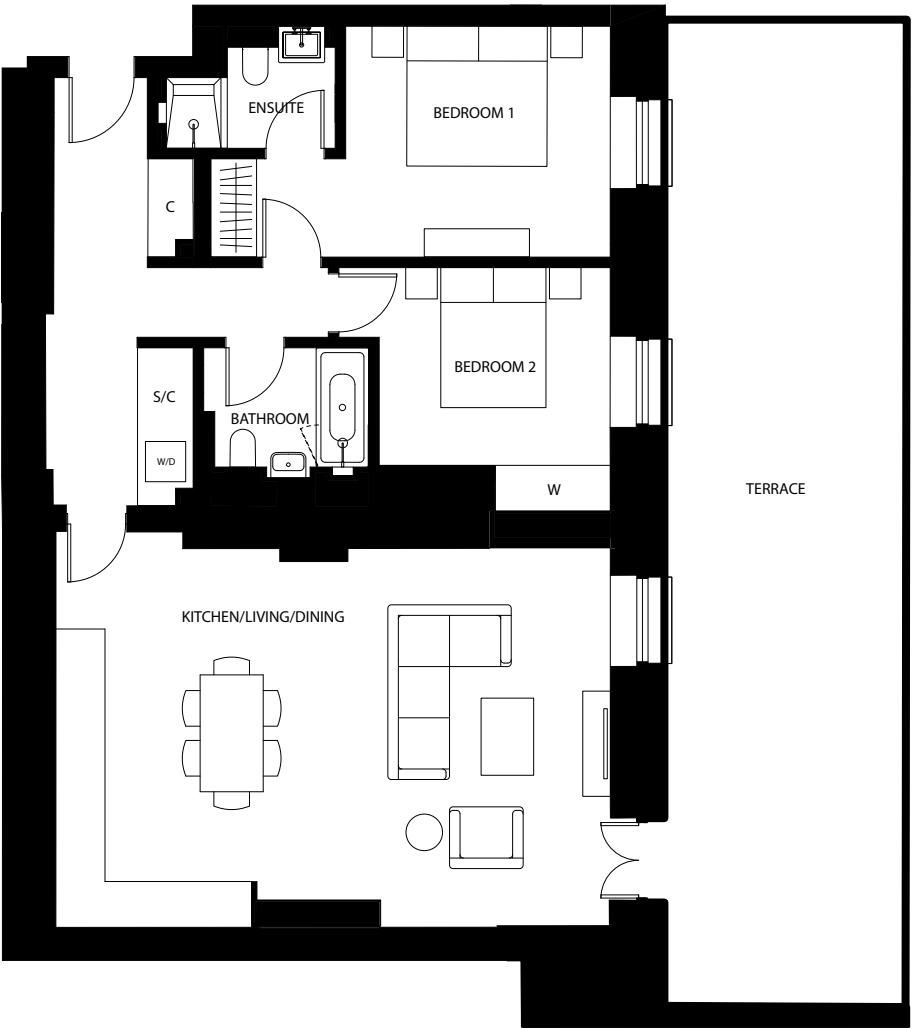 ENSUITE
BEDROOM 1
C
BEDROOM 2
S/C
BATHROOM
W/D
W
TERRACE
KITCHEN/LIVING/DINING